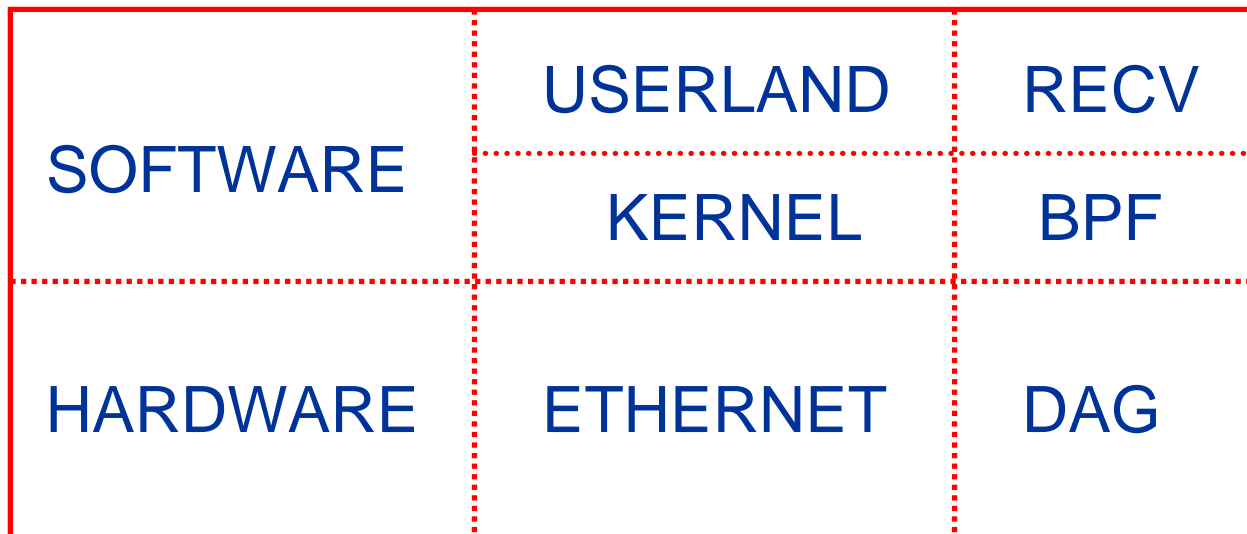 USERLAND RECV
SOFTWARE
KERNEL BPF
HARDWARE ETHERNET DAG